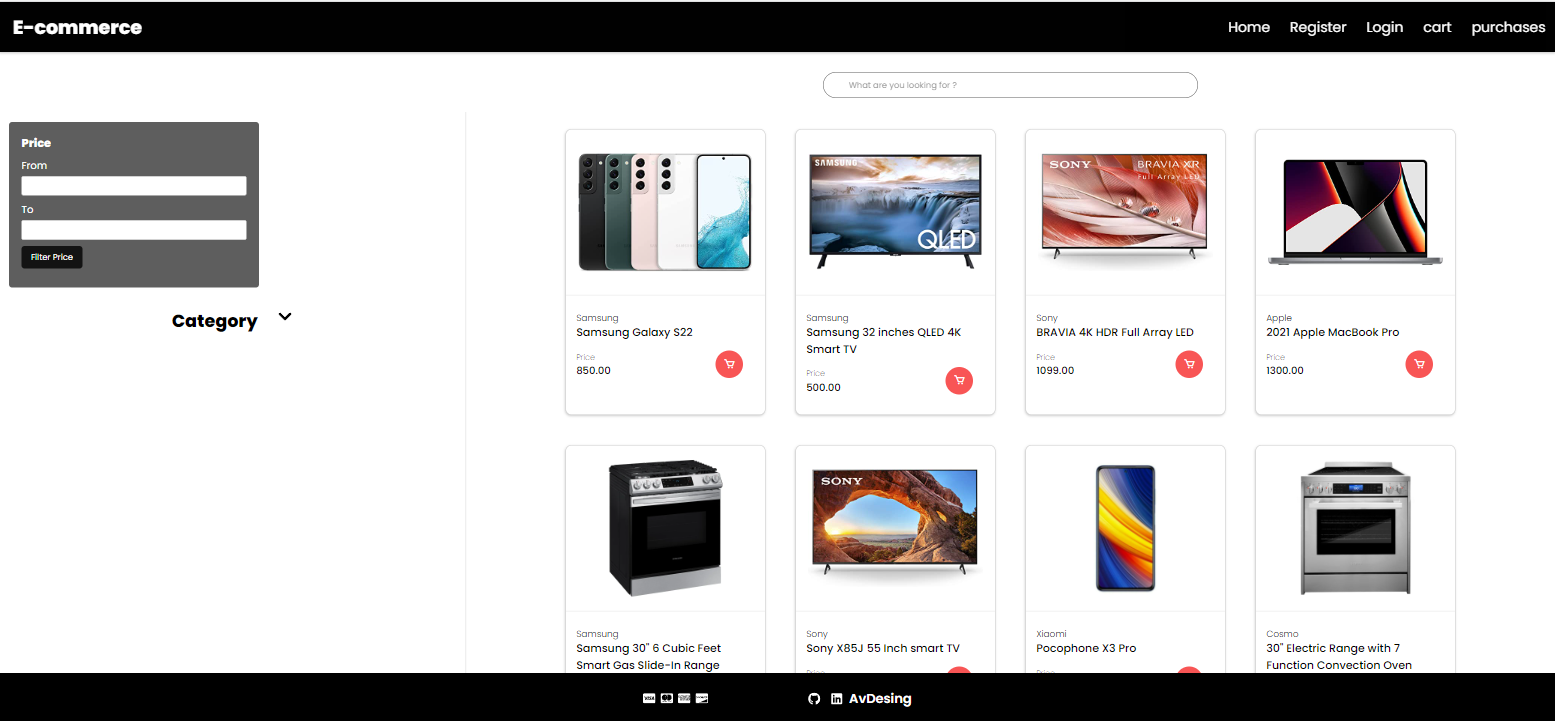 E-commerce
Home Register Login cart purchases
What are you looking for ?
Price
From
To
Filter Price
Category
SAMSUNG
QLED
SONY
BRAVIA XR
Full Array LED
Samsung
Samsung Galaxy S22
Price
850.00
Samsung
Samsung 32 inches QLED 4K
Smart TV
Price
500.00
Sony
BRAVIA 4K HDR Full Array LED
Price
1099.00
Apple
2021 Apple MacBook Pro
Price
1300.00
SONY
Samsung
Samsung 30" 6 Cubic Feet
Smart Gas Slide-In Range
Sony
Sony X85J 55 Inch smart TV
Price
Xiaomi
Pocophone X3 Pro
Price
Cosmo
30" Electric Range with 7
Function Convection Oven
VISA
AvDesing